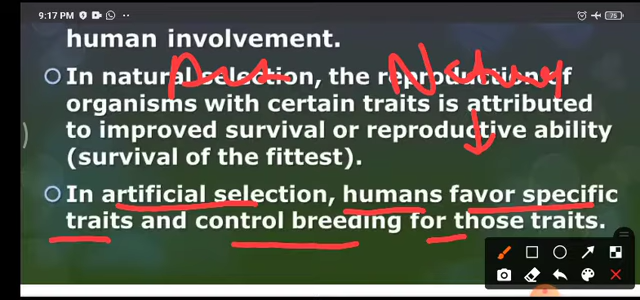 9:17 PM
75
human involvement.
In natural selection, the reproduction of
organisms with certain traits is attributed
to improved survival or reproductive ability
(survival of the fittest).
In artificial selection, humans favor specific
traits and control breeding for those traits.